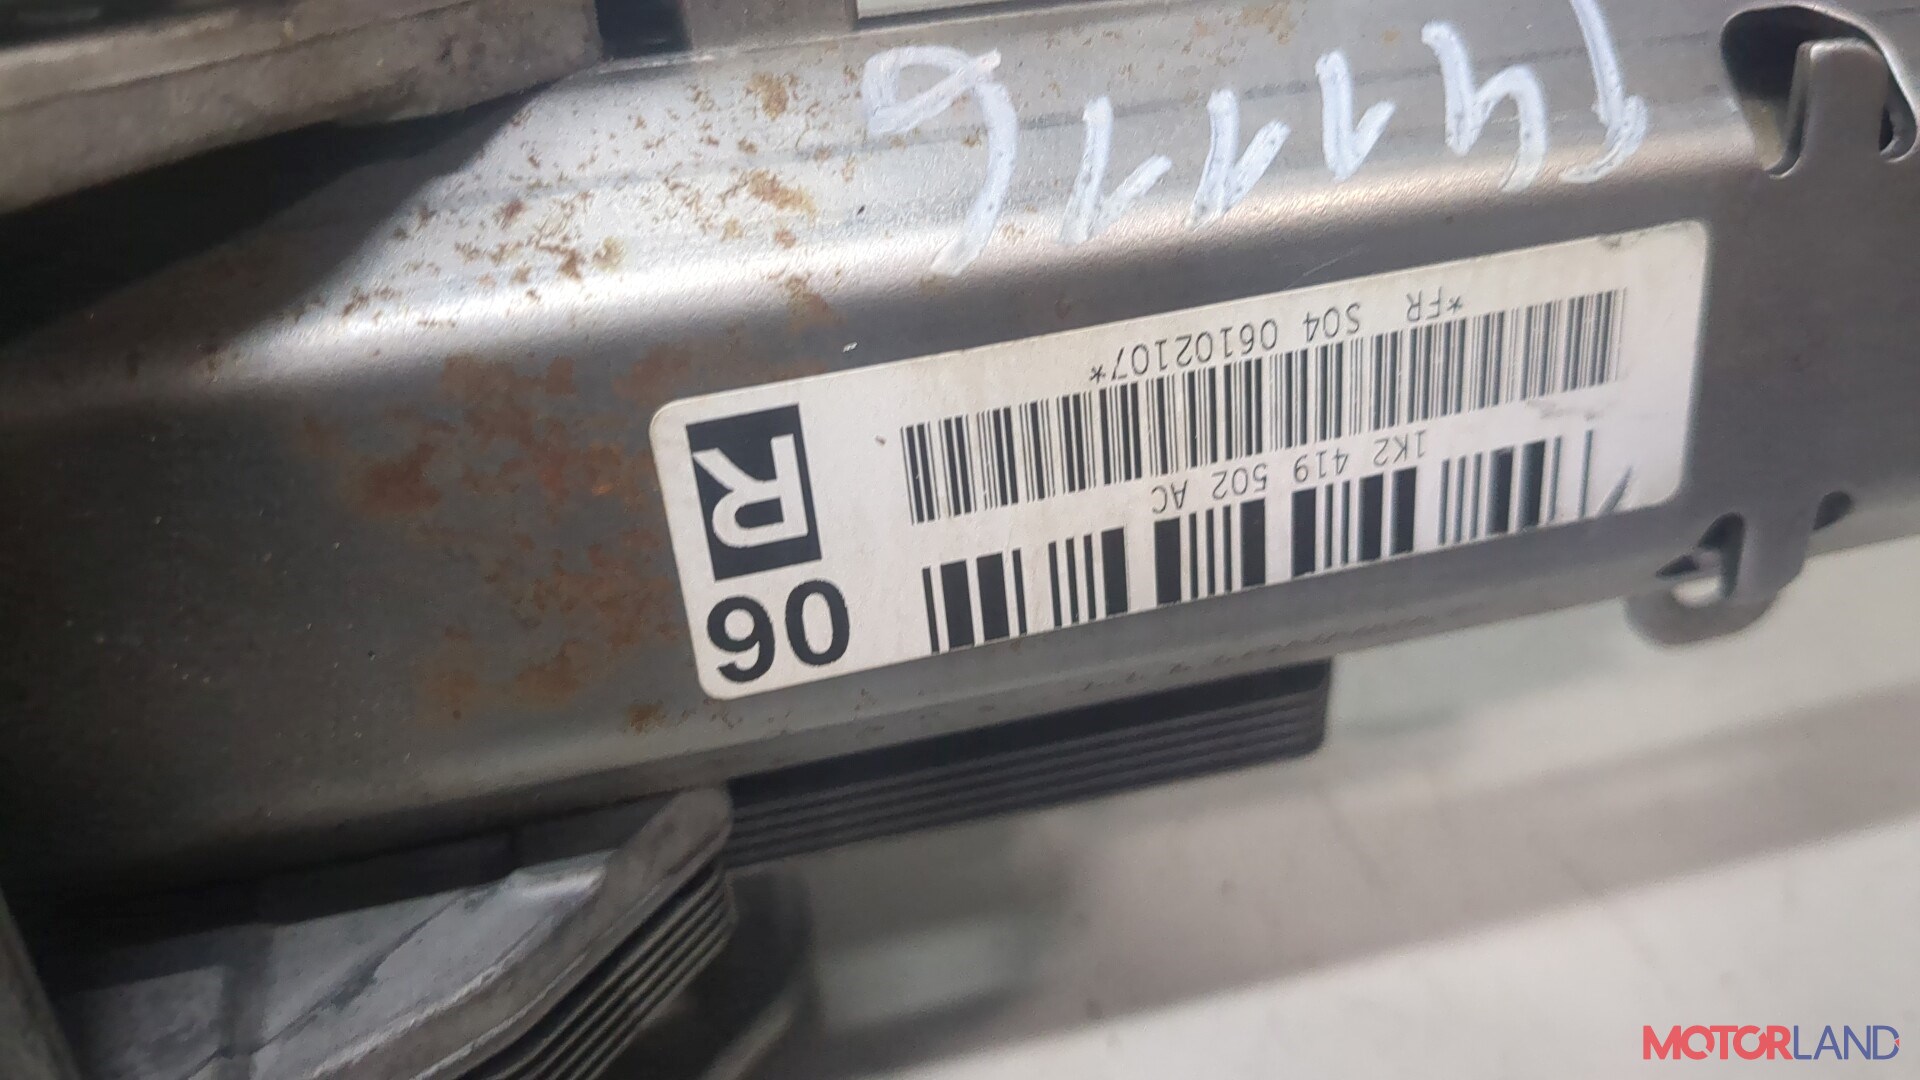 1K2 419 502 AC
06
R
*FR S04 06102107*
MOTORLAND